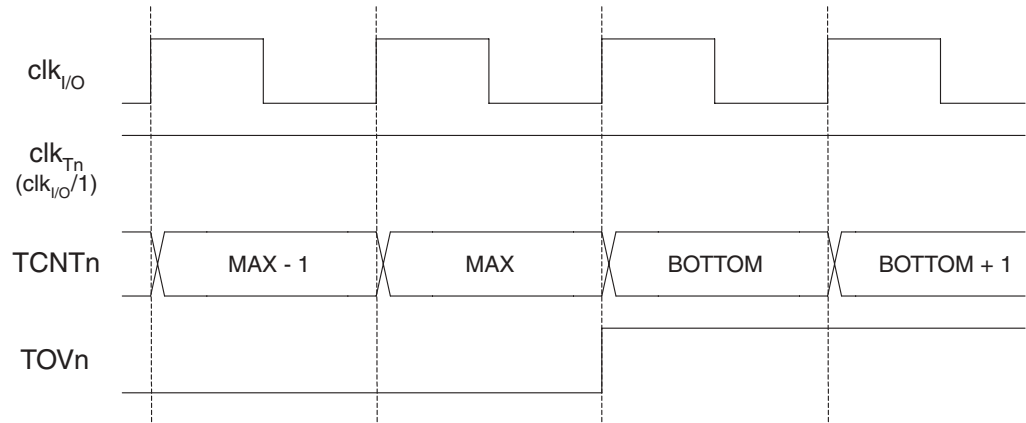 clkI/O
clkTn
(clkI/O/1)
TCNTn
MAX - 1
MAX
BOTTOM
BOTTOM + 1
TOVn